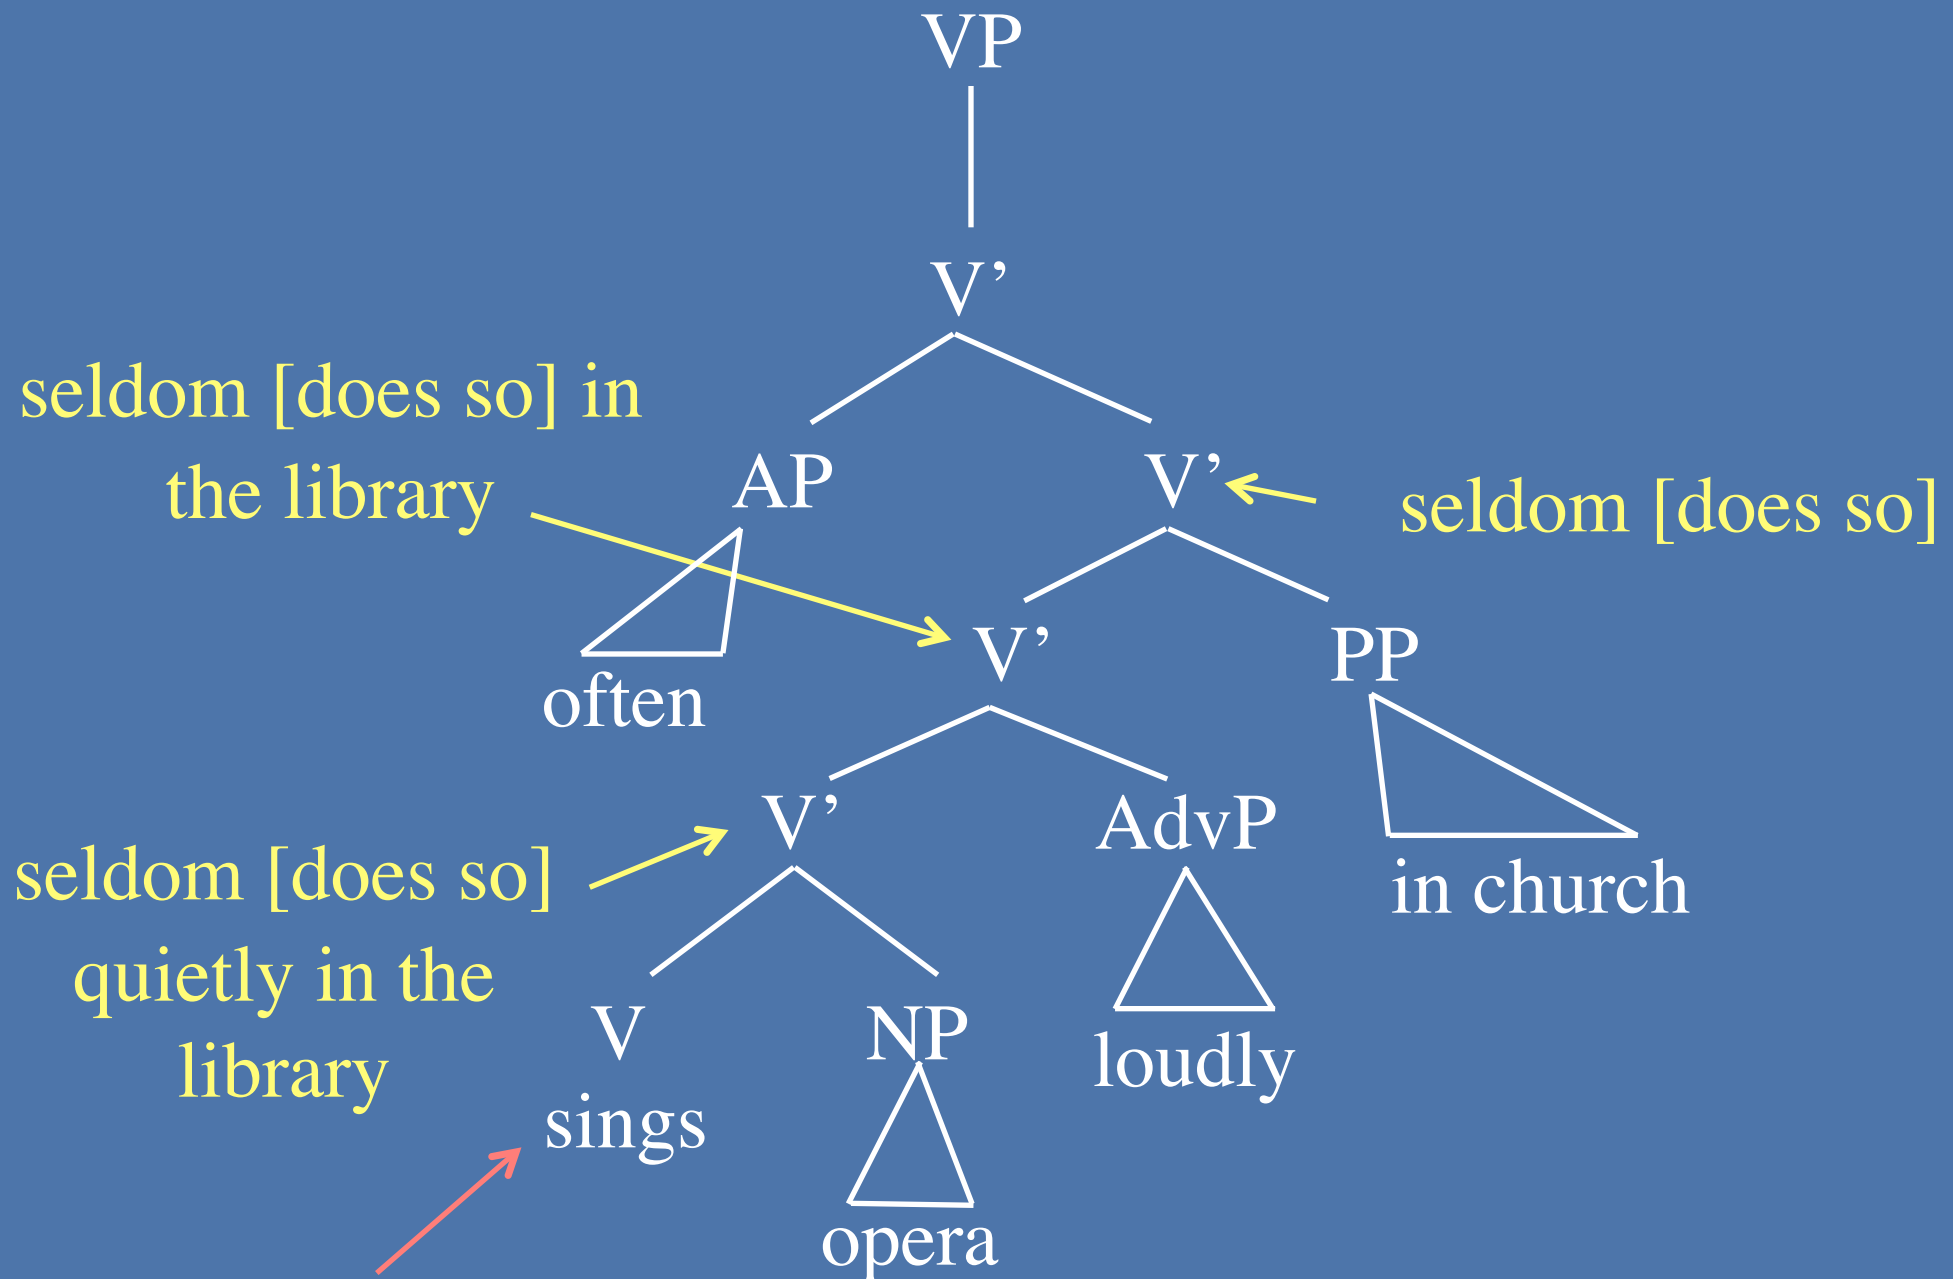 VP
V’
seldom [does so] in
the library
AP
V’
seldom [does so]
often
V’
PP
seldom [does so]
quietly in the
library
V’
AdvP
in church
V
sings
NP
loudly
opera